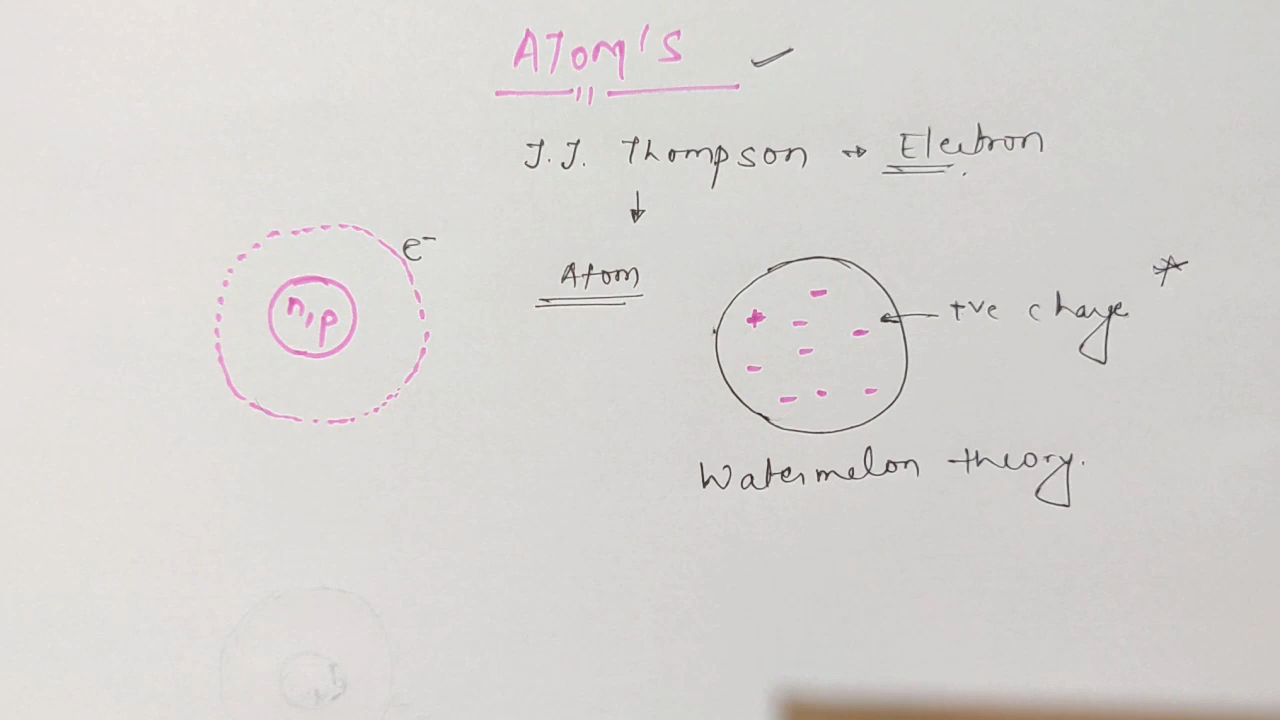 ATom's
J.J. Thompson → Electron
↓
e⁻
Atom
n,p
+ve charge
Watermelon theory.